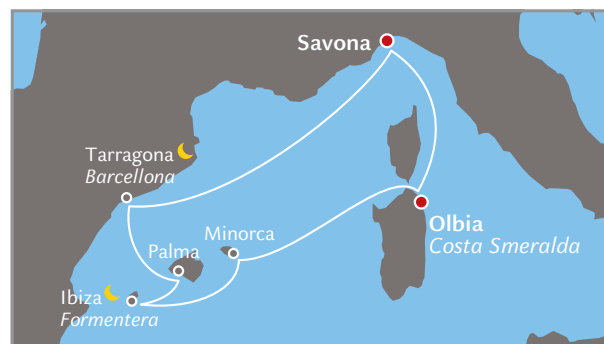 Savona
Tarragona
Barcellona
Minorca
Palma
Olbia
Costa Smeralda
Ibiza
Formentera